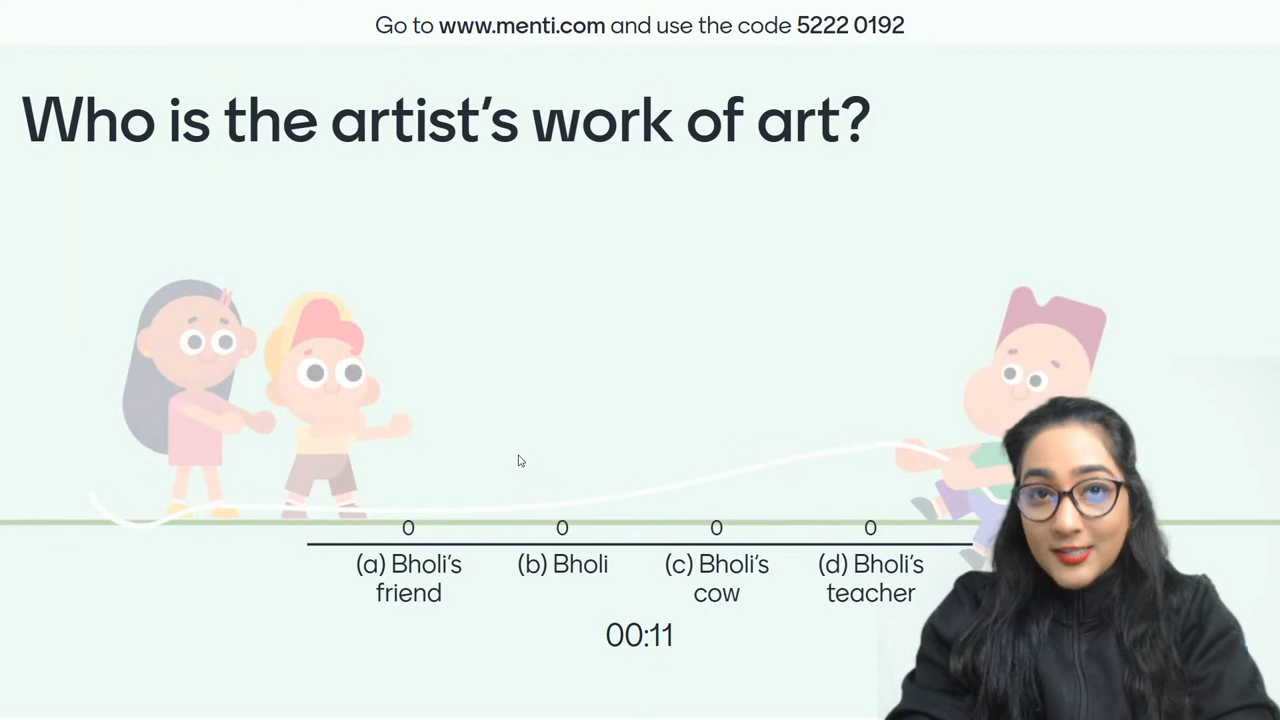 Go to www.menti.com and use the code 5222 0192
Who is the artist's work of art?
0 0 0 0
(a) Bholi's friend
(b) Bholi
(c) Bholi's cow
(d) Bholi's teacher
00:11